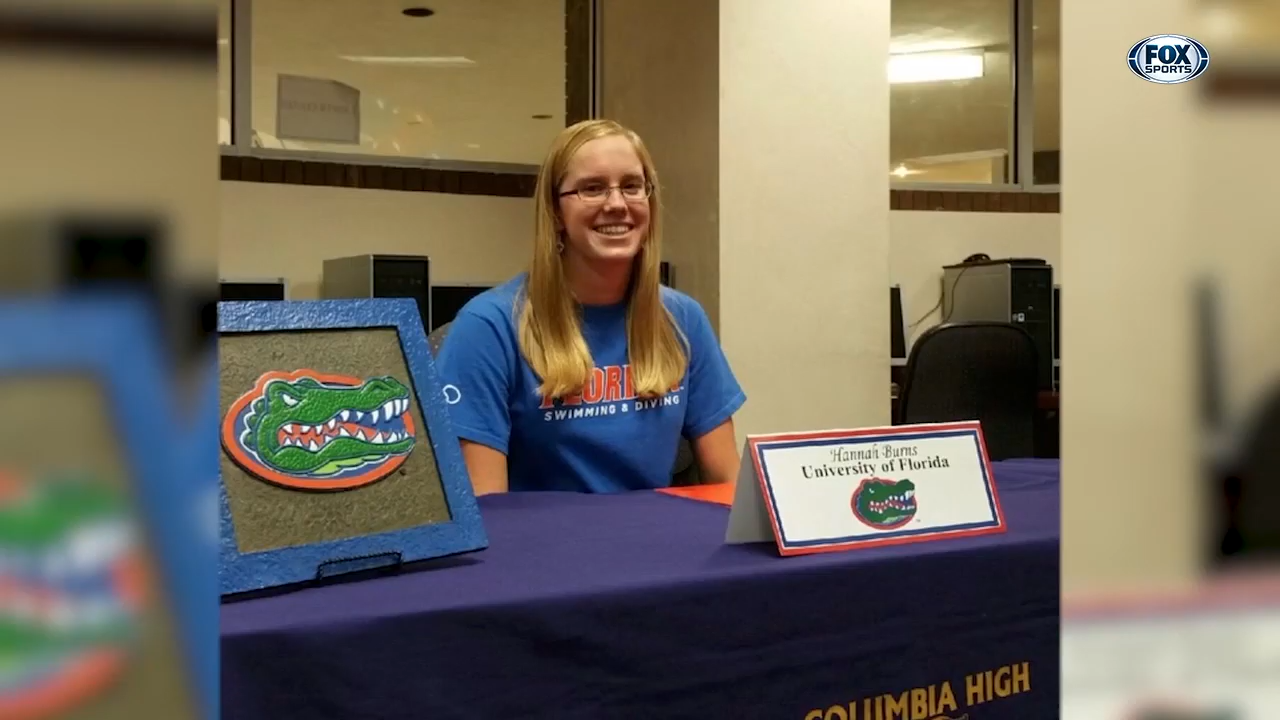 FOX
SPORTS
FLORIDA
SWIMMING & DIVING
Hannah Burns
University of Florida
COLUMBIA HIGH